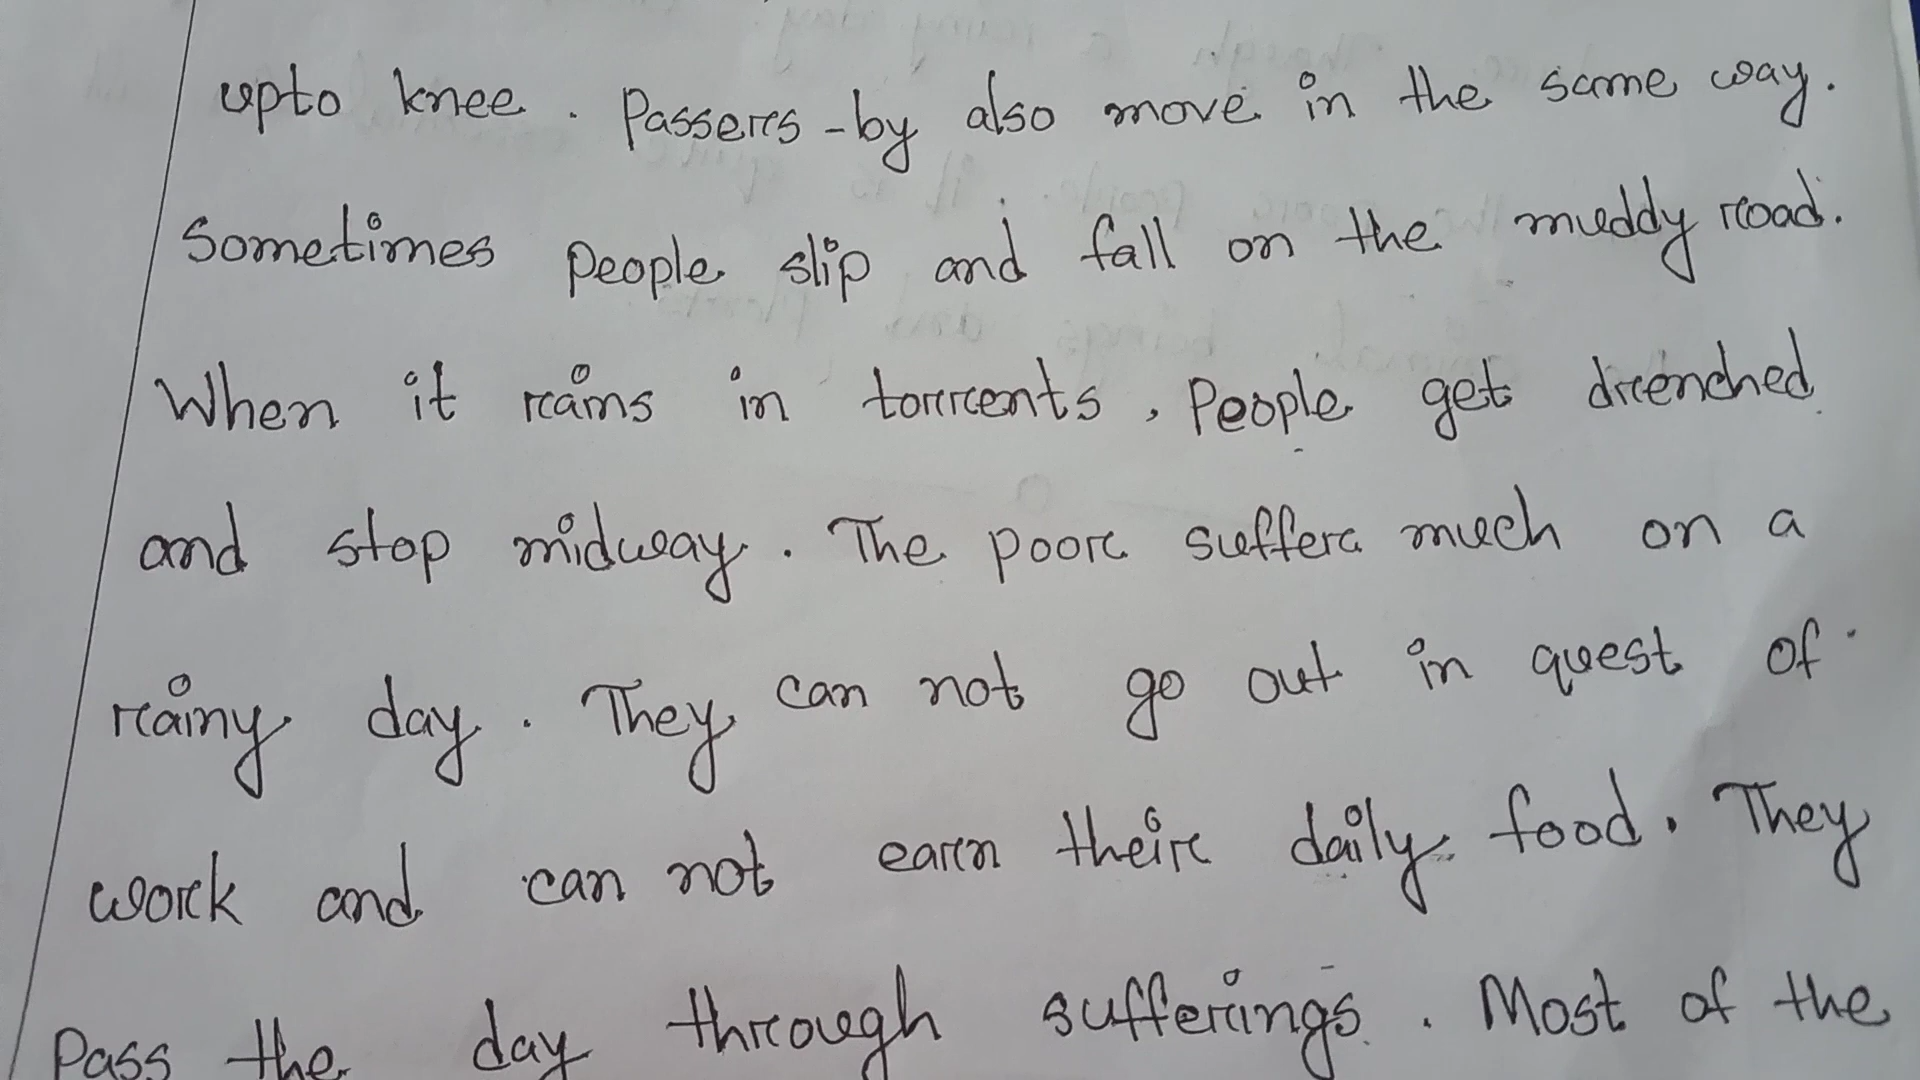 upto knee. Passers-by also move in the same way.
Sometimes people slip and fall on the muddy road.
When it rains in torrents, People get drenched
and stop midway. The poor suffer much on a
rainy day. They can not go out in quest of
work and can not earn their daily food. They
Pass the day through sufferings. Most of the